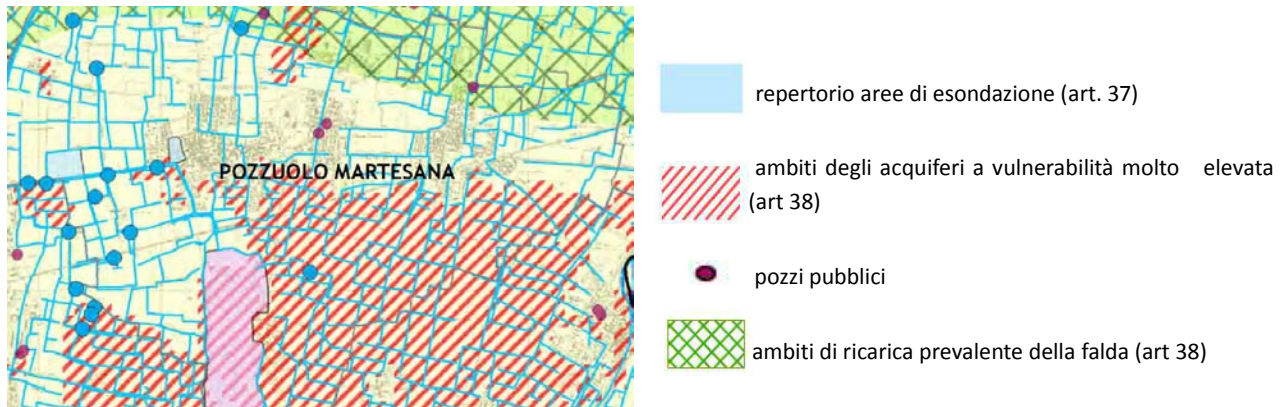 POZZUOLO MARTESANA
repertorio aree di esondazione (art. 37)
ambiti degli acquiferi a vulnerabilità molto elevata
(art 38)
pozzi pubblici
ambiti di ricarica prevalente della falda (art 38)